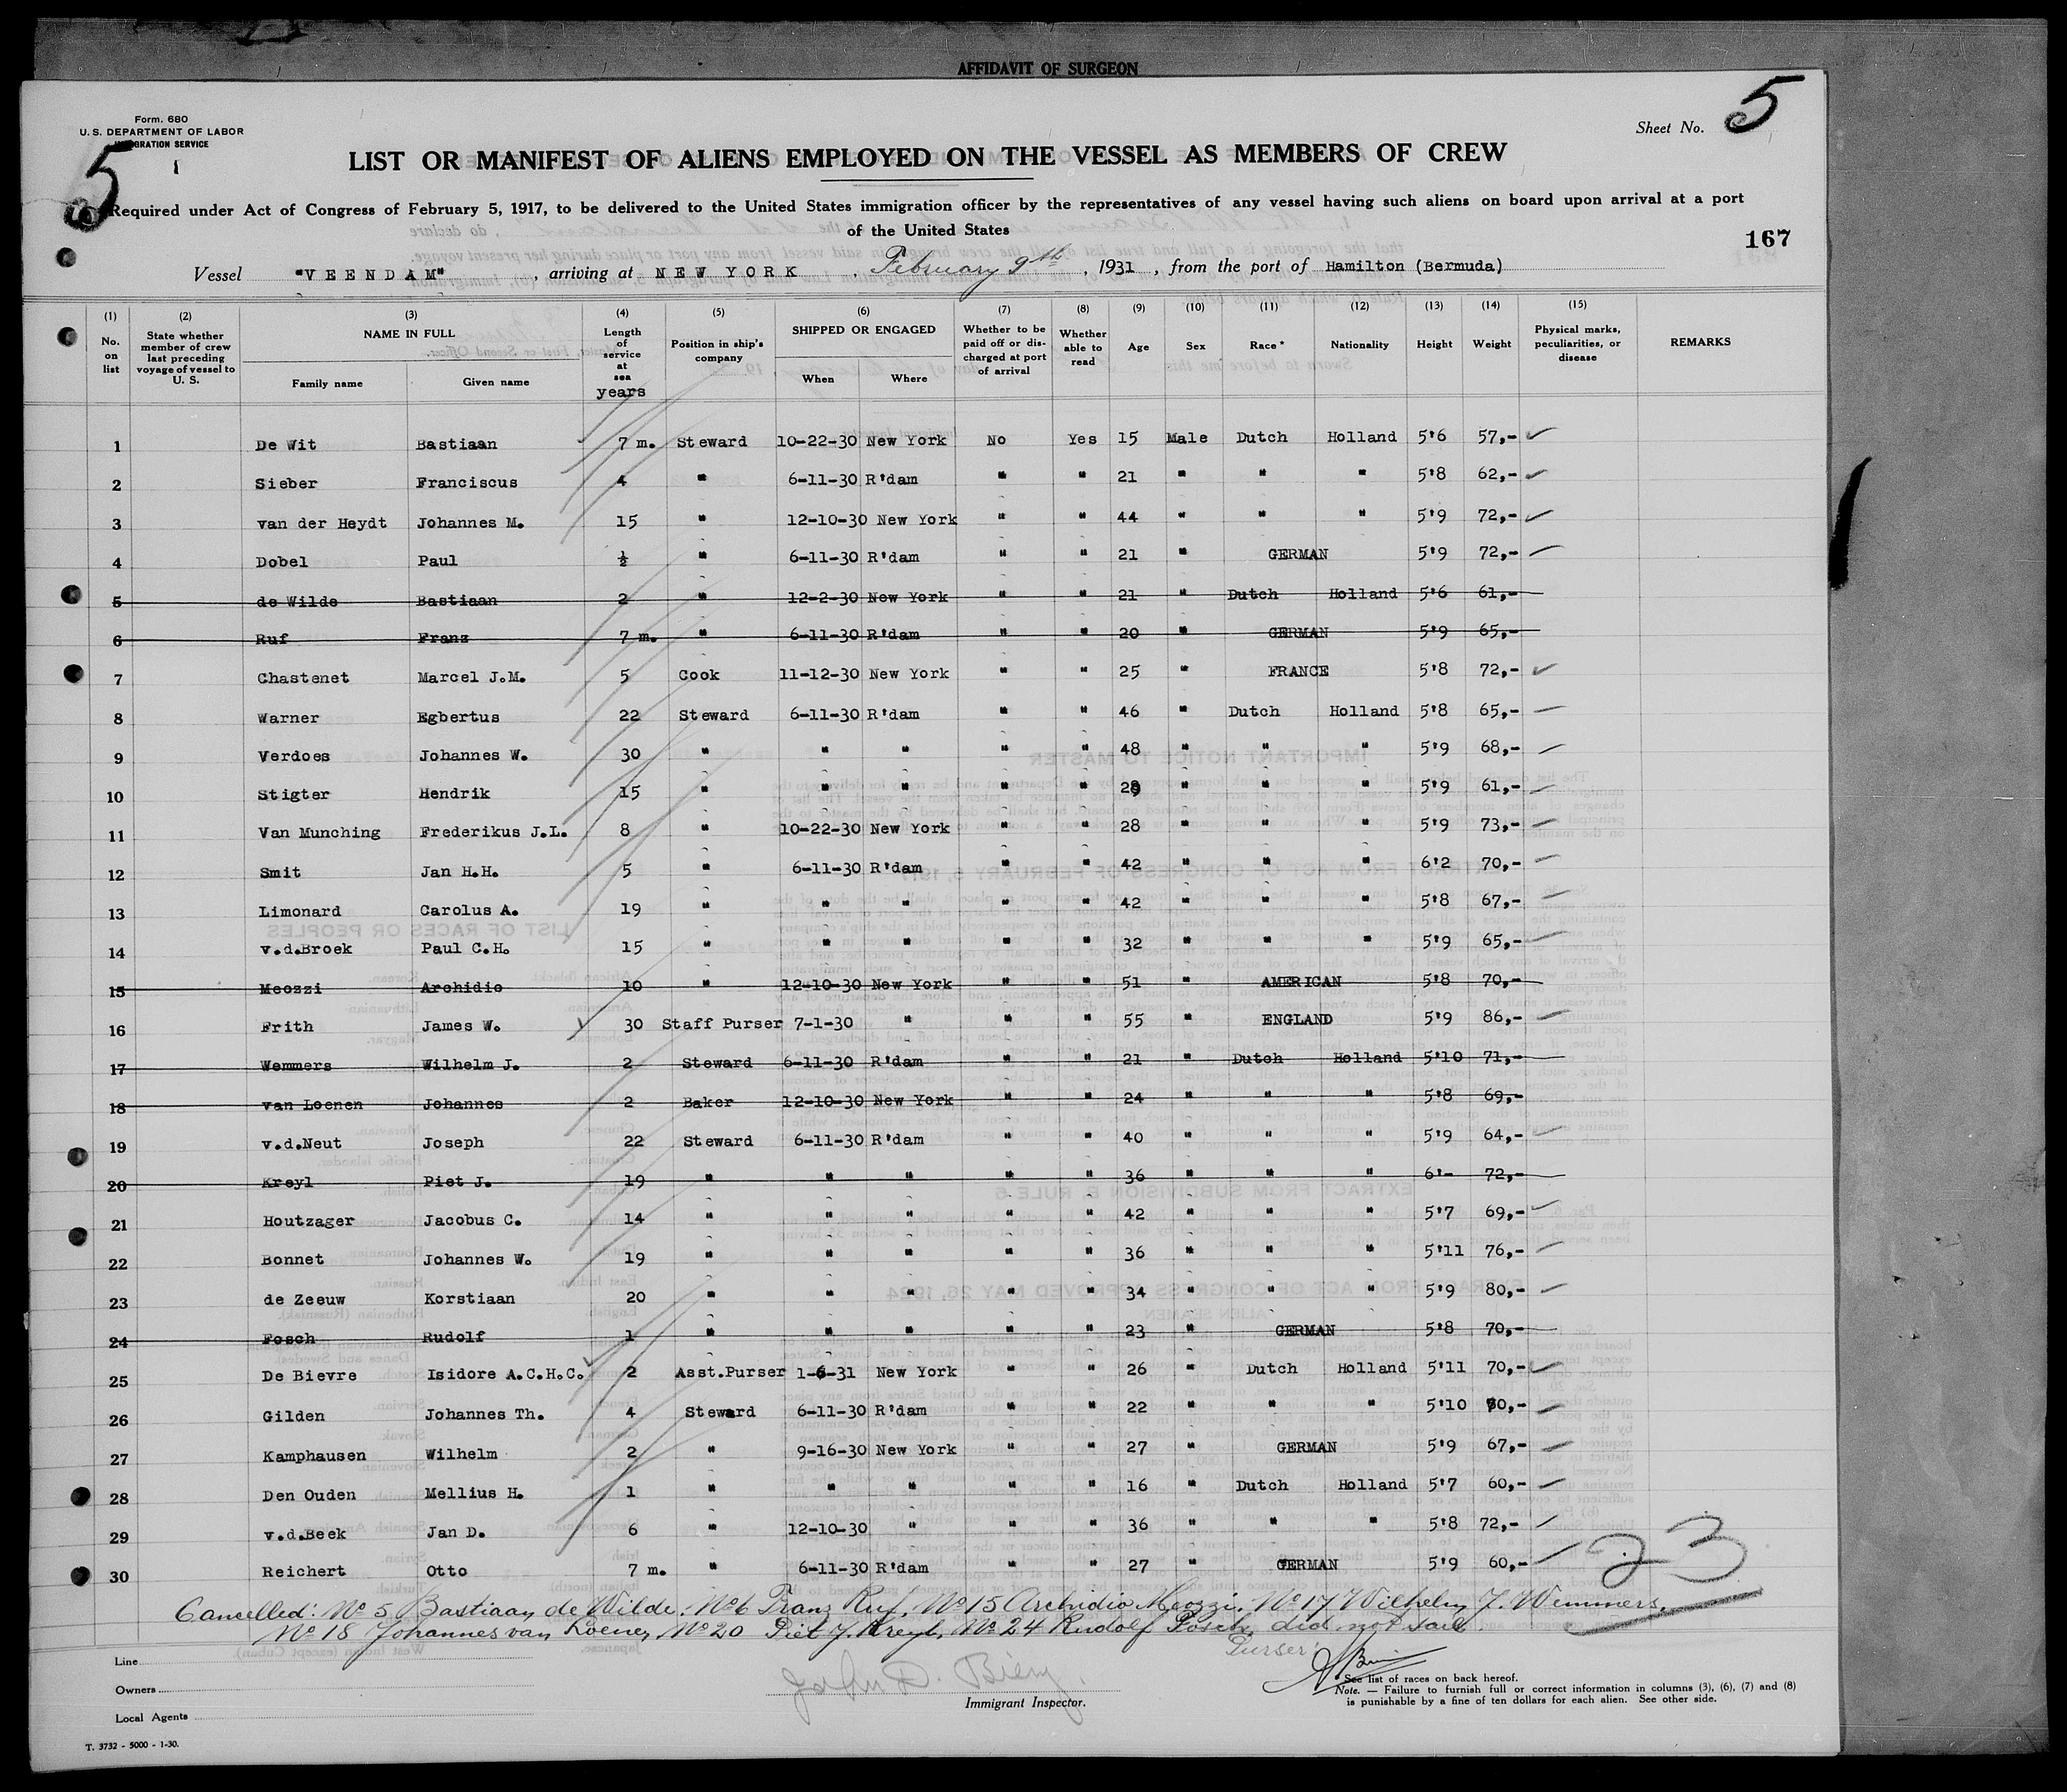 AFFIDAVIT OF SURGEON
Form. 680
U. S. DEPARTMENT OF LABOR
IMMIGRATION SERVICE
5
Sheet No. 5
LIST OR MANIFEST OF ALIENS EMPLOYED ON THE VESSEL AS MEMBERS OF CREW
Required under Act of Congress of February 5, 1917, to be delivered to the United States immigration officer by the representatives of any vessel having such aliens on board upon arrival at a port
of the United States
167
Vessel "VEENDAM", arriving at NEW YORK, February 9th, 1931, from the port of Hamilton (Bermuda)
(1) (2) (3) (4) (5) (6) (7) (8) (9) (10) (11) (12) (13) (14) (15)
No. on list State whether member of crew last preceding voyage of vessel to U. S. NAME IN FULL Family name Given name Length of service at sea years Position in ship's company SHIPPED OR ENGAGED When Where Whether to be paid off or discharged at port of arrival Whether able to read Age Sex Race* Nationality Height Weight Physical marks, peculiarities, or disease REMARKS
1 De Wit Bastiaan 7 m. Steward 10-22-30 New York No Yes 15 Male Dutch Holland 5'6 57,-
2 Sieber Franciscus 4 " 6-11-30 R'dam " " 21 " " " 5'8 62,-
3 van der Heydt Johannes M. 15 " 12-10-30 New York " " 44 " " " 5'9 72,-
4 Dobel Paul ½ " 6-11-30 R'dam " " 21 " GERMAN 5'9 72,-
5 de Wilde Bastiaan 2 " 12-2-30 New York " " 21 " Dutch Holland 5'6 61,-
6 Ruf Franz 7 m. " 6-11-30 R'dam " " 20 " GERMAN 5'9 65,-
7 Chastenet Marcel J.M. 5 Cook 11-12-30 New York " " 25 " FRANCE 5'8 72,-
8 Warner Egbertus 22 Steward 6-11-30 R'dam " " 46 " Dutch Holland 5'8 65,-
9 Verdoes Johannes W. 30 " " " " " 48 " " " 5'9 68,-
10 Stigter Hendrik 15 " " " " " 29 " " " 5'9 61,-
11 Van Munching Frederikus J.L. 8 " 10-22-30 New York " " 28 " " " 5'9 73,-
12 Smit Jan H.H. 5 " 6-11-30 R'dam " " 42 " " " 6'2 70,-
13 Limonard Carolus A. 19 " " " " " 42 " " " 5'8 67,-
14 v.d.Broek Paul C.H. 15 " " " " " 32 " " " 5'9 65,-
15 Meozzi Archidio 10 " 12-10-30 New York " " 51 " AMERICAN 5'8 70,-
16 Frith James W. 30 Staff Purser 7-1-30 " " " 55 " ENGLAND 5'9 86,-
17 Wemmers Wilhelm J. 2 Steward 6-11-30 R'dam " " 21 " Dutch Holland 5'10 71,-
18 van Loenen Johannes 2 Baker 12-10-30 New York " " 24 " " " 5'8 69,-
19 v.d.Neut Joseph 22 Steward 6-11-30 R'dam " " 40 " " " 5'9 64,-
20 Kreyl Piet J. 19 " " " " " 36 " " " 6'- 72,-
21 Houtzager Jacobus C. 14 " " " " " 42 " " " 5'7 69,-
22 Bonnet Johannes W. 19 " " " " " 36 " " " 5'11 76,-
23 de Zeeuw Korstiaan 20 " " " " " 34 " " " 5'9 80,-
24 Fosch Rudolf 1 " " " " " 23 " GERMAN 5'8 70,-
25 De Bievre Isidore A.C.H.C. 2 Asst.Purser 1-6-31 New York " " 26 " Dutch Holland 5'11 70,-
26 Gilden Johannes Th. 4 Steward 6-11-30 R'dam " " 22 " " " 5'10 70,-
27 Kamphausen Wilhelm 2 " 9-16-30 New York " " 27 " GERMAN 5'9 67,-
28 Den Ouden Mellius H. 1 " " " " " 16 " Dutch Holland 5'7 60,-
29 v.d.Beek Jan D. 6 " 12-10-30 " " " 36 " " " 5'8 72,-
30 Reichert Otto 7 m. " 6-11-30 R'dam " " 27 " GERMAN 5'9 60,-
23
Cancelled: No 5 Bastiaan de Wilde, No 6 Franz Ruf, No 15 Archidio Meozzi, No 17 Wilhelm J. Wemmers,
No 18 Johannes van Loenen, No 20 Piet J. Kreyl, No 24 Rudolf Posch, did not sail.
Purser
Line
Owners
Local Agents
Immigrant Inspector.
*See list of races on back hereof.
Note. — Failure to furnish full or correct information in columns (3), (6), (7) and (8)
is punishable by a fine of ten dollars for each alien. See other side.
T. 3732 - 5000 - 1-30.